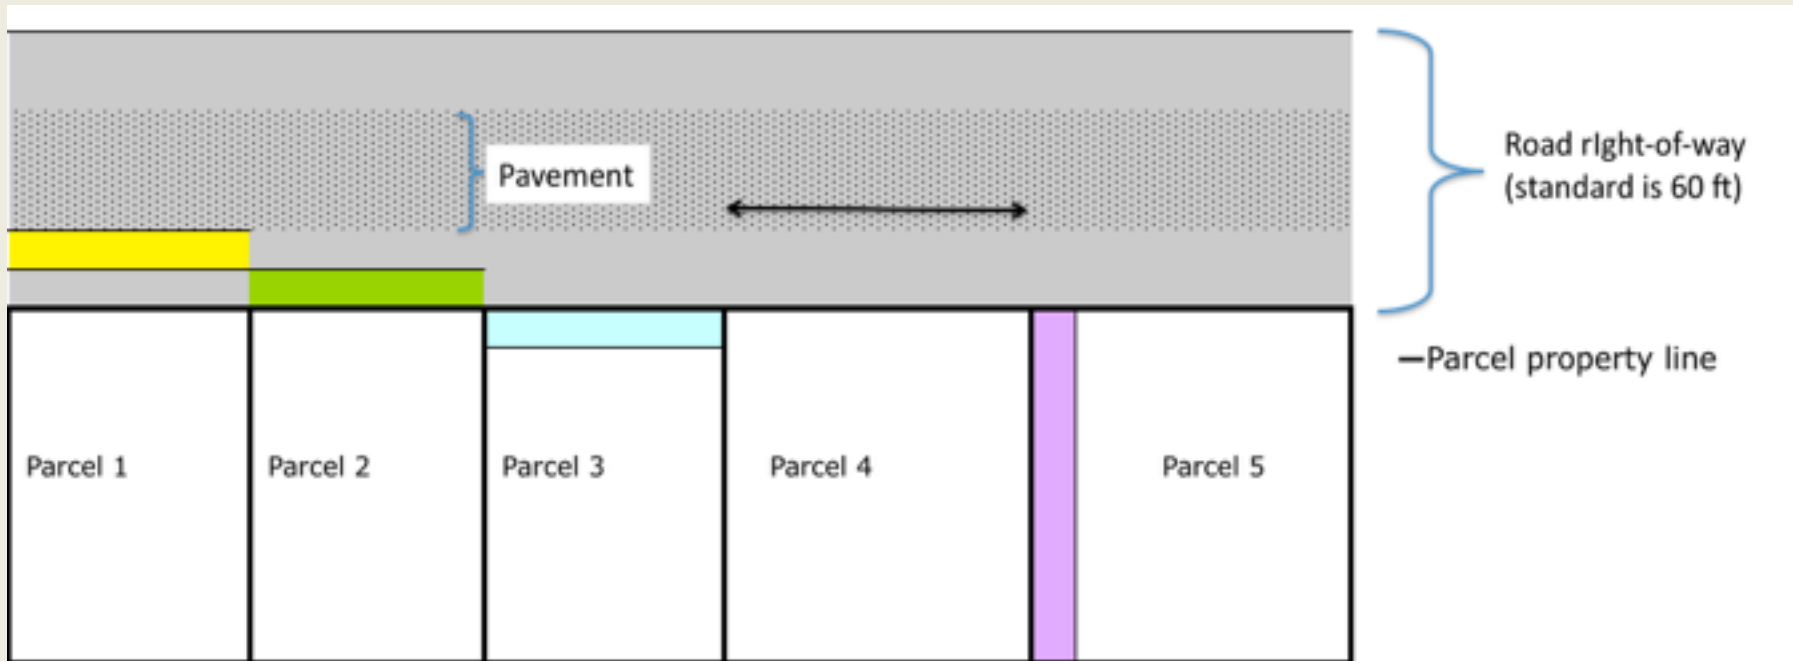 Pavement
Road rIght-of-way
(standard is 60 ft)
Parcel property line
Parcel 1
Parcel 2
Parcel 3
Parcel 4
Parcel 5